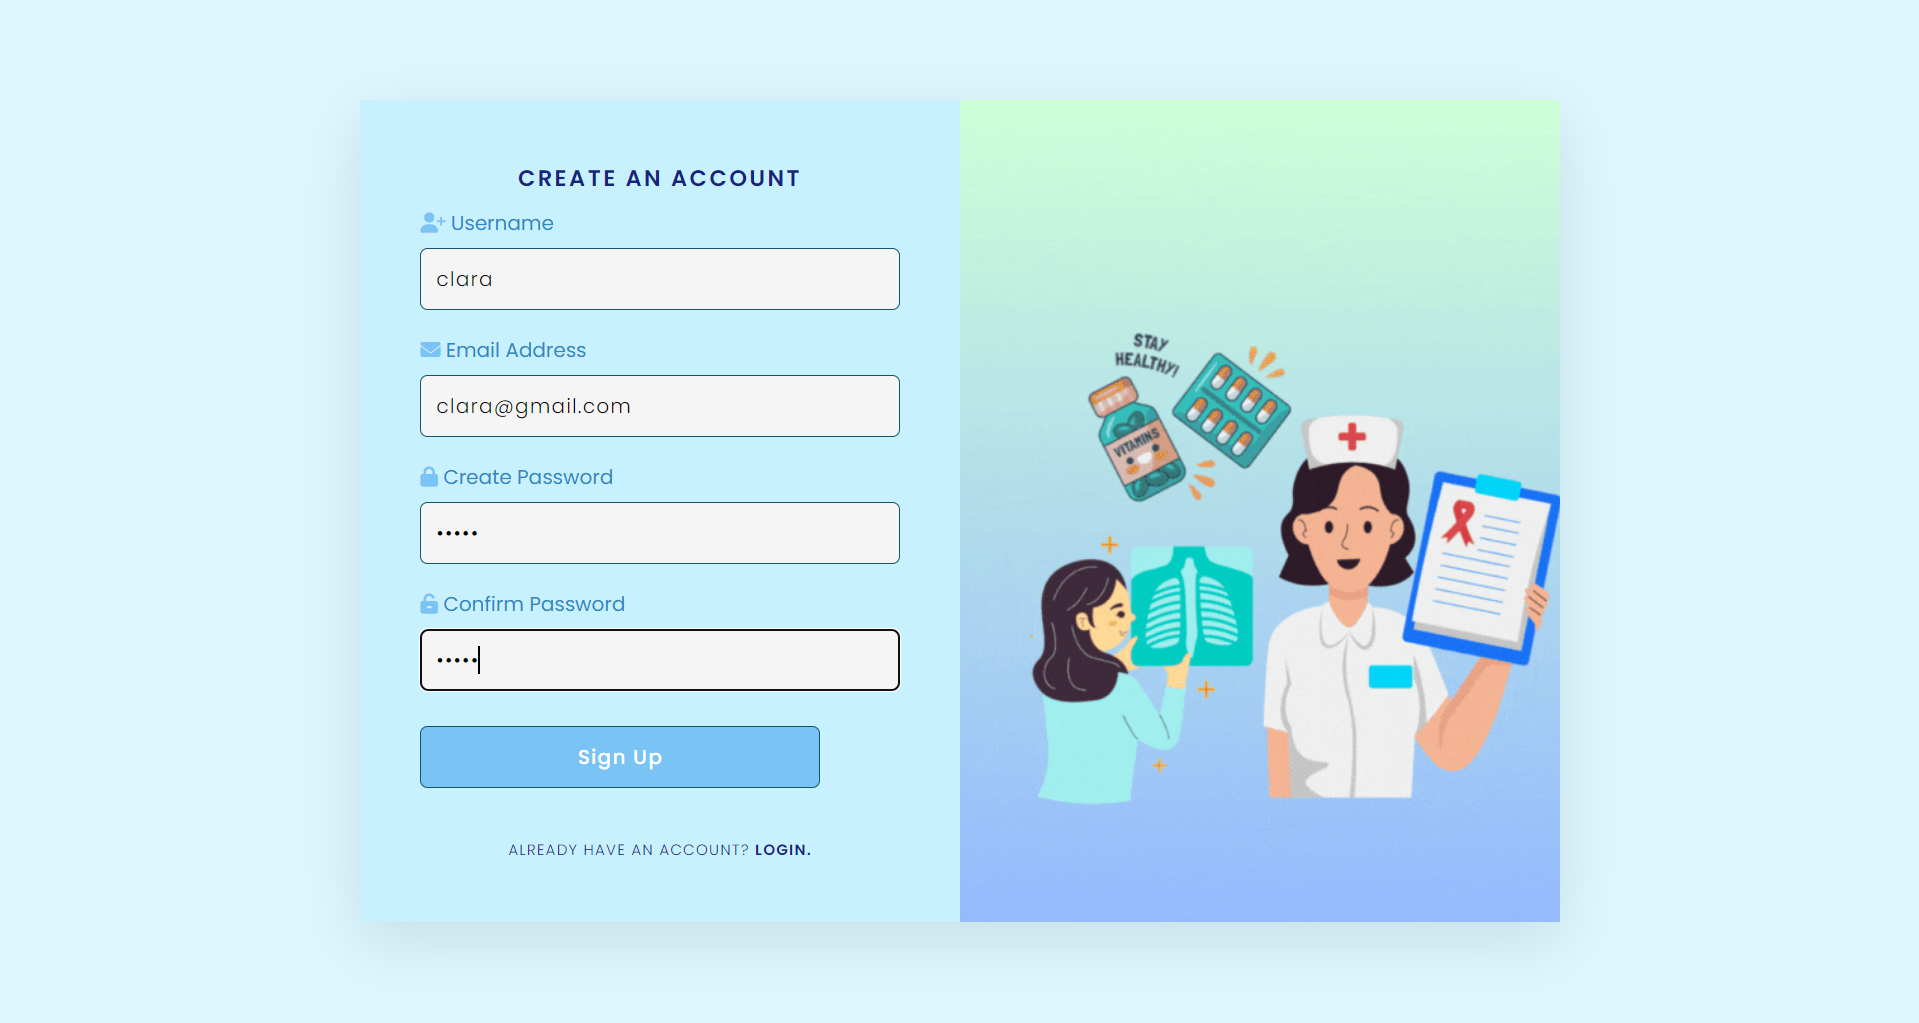 CREATE AN ACCOUNT
Username
clara
Email Address
clara@gmail.com
Create Password
•••••
Confirm Password
•••••
Sign Up
ALREADY HAVE AN ACCOUNT? LOGIN.
STAY
HEALTHY!
VITAMINS